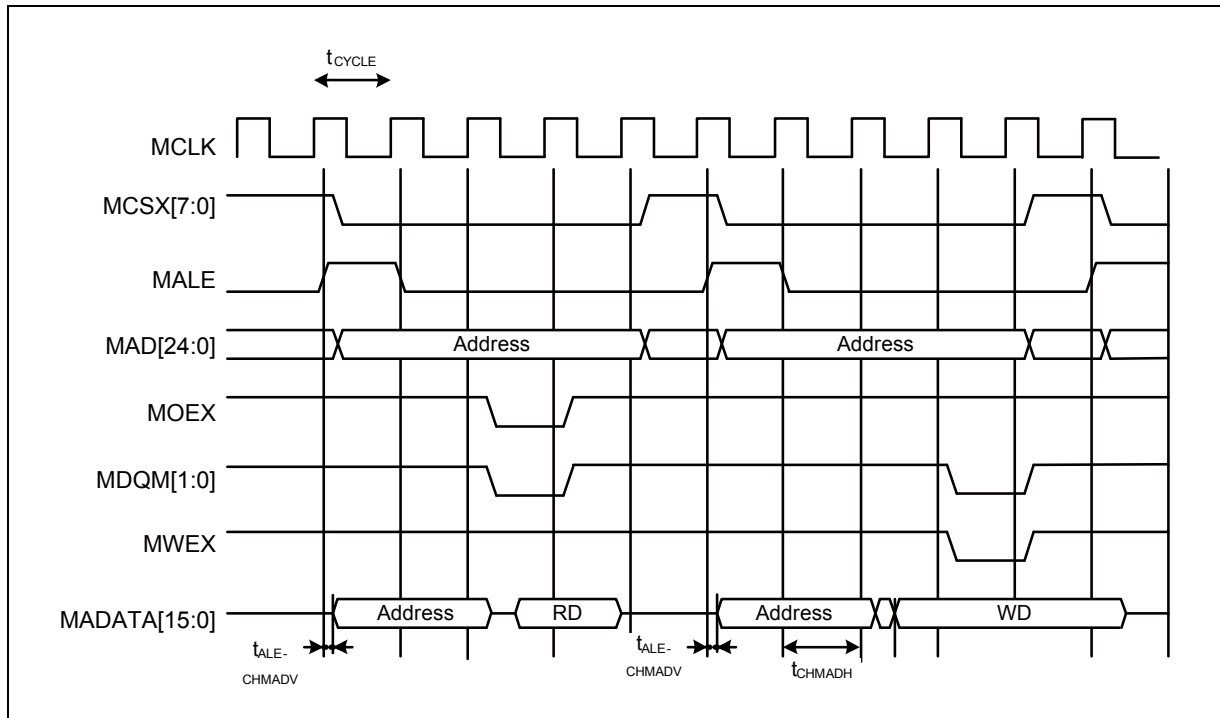 tCYCLE
MCLK
MCSX[7:0]
MALE
MAD[24:0] Address Address
MOEX
MDQM[1:0]
MWEX
MADATA[15:0] Address RD Address WD
tALE-
CHMADV
tALE-
CHMADV
tCHMADH